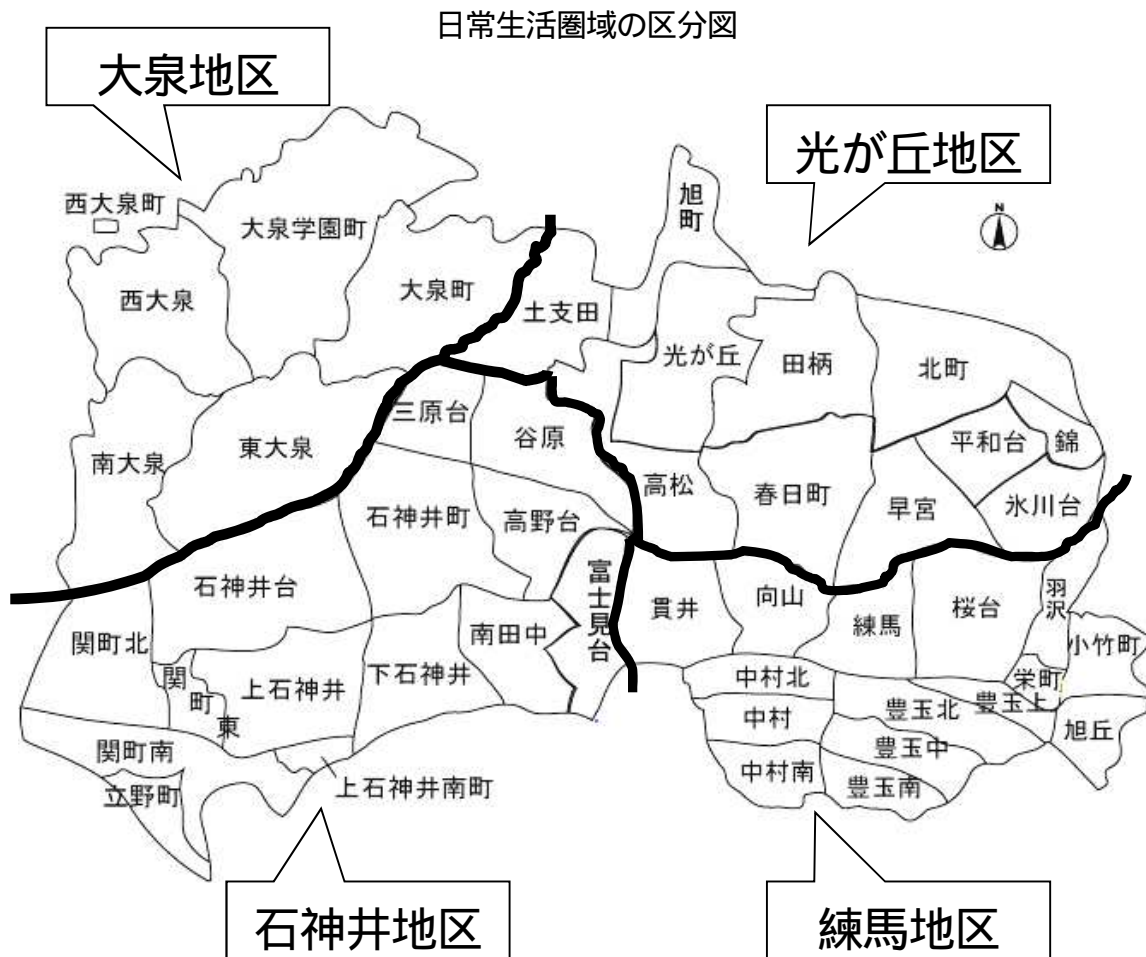 日常生活圏域の区分図
大泉地区
光が丘地区
N
旭町
西大泉町
大泉学園町
大泉町
西大泉
土支田
光が丘
田柄
北町
三原台
谷原
東大泉
南大泉
平和台
錦
高松
春日町
早宮
氷川台
石神井町
高野台
石神井台
富士見台
貫井
向山
練馬
桜台
羽沢
小竹町
関町北
南田中
下石神井
上石神井
関町東
中村北
栄町
豊玉上
豊玉北
中村
旭丘
豊玉中
関町南
中村南
豊玉南
立野町
上石神井南町
石神井地区
練馬地区